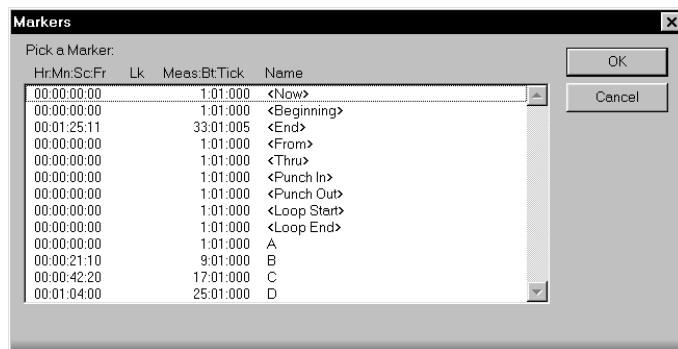 Markers
Pick a Marker:
OK
Cancel
Hr:Mn:Sc:Fr Lk Meas:Bt:Tick Name
00:00:00:00 1:01:000 <Now>
00:00:00:00 1:01:000 <Beginning>
00:01:25:11 33:01:005 <End>
00:00:00:00 1:01:000 <From>
00:00:00:00 1:01:000 <Thru>
00:00:00:00 1:01:000 <Punch In>
00:00:00:00 1:01:000 <Punch Out>
00:00:00:00 1:01:000 <Loop Start>
00:00:00:00 1:01:000 <Loop End>
00:00:00:00 1:01:000 A
00:00:21:10 9:01:000 B
00:00:42:20 17:01:000 C
00:01:04:00 25:01:000 D